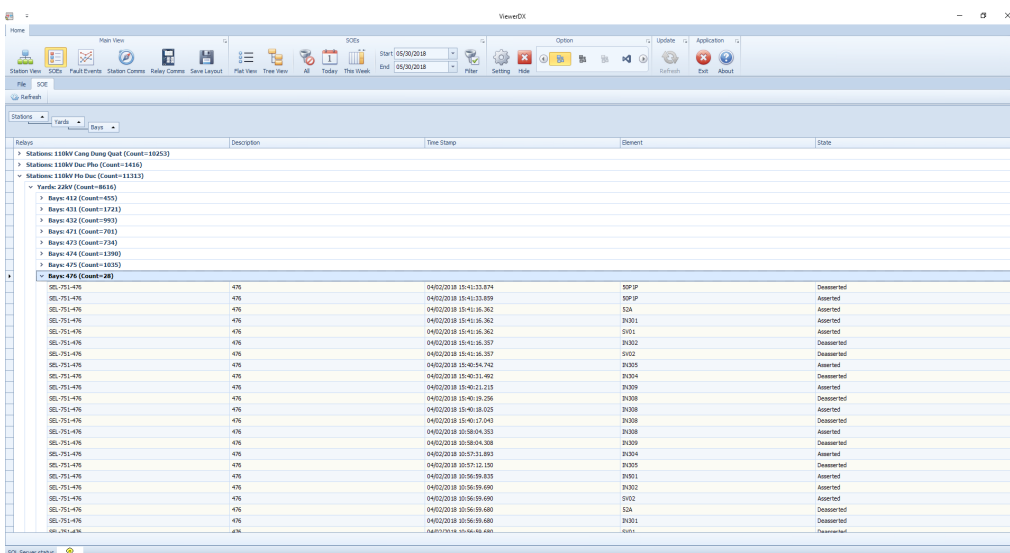 ViewerDX
Home
Main View SOEs Option Update Application
Start 05/30/2018
End 05/30/2018
Station View SOEs Fault Events Station Comms Relay Comms Save Layout Flat View Tree View All Today This Week Filter Setting Hide Refresh Exit About
File SOE
Refresh
Stations
Yards
Bays
Relays Description Time Stamp Element State
Stations: 110kV Cang Dung Quat (Count=10253)
Stations: 110kV Duc Pho (Count=1416)
Stations: 110kV Mo Duc (Count=11313)
Yards: 22kV (Count=8616)
Bays: 412 (Count=455)
Bays: 431 (Count=1721)
Bays: 432 (Count=993)
Bays: 471 (Count=701)
Bays: 473 (Count=734)
Bays: 474 (Count=1390)
Bays: 475 (Count=1035)
Bays: 476 (Count=28)
SEL-751-476 476 04/02/2018 15:41:33.874 50P1P Deasserted
SEL-751-476 476 04/02/2018 15:41:33.859 50P1P Asserted
SEL-751-476 476 04/02/2018 15:41:16.362 52A Asserted
SEL-751-476 476 04/02/2018 15:41:16.362 IN301 Asserted
SEL-751-476 476 04/02/2018 15:41:16.362 SV01 Asserted
SEL-751-476 476 04/02/2018 15:41:16.357 IN302 Deasserted
SEL-751-476 476 04/02/2018 15:41:16.357 SV02 Deasserted
SEL-751-476 476 04/02/2018 15:40:54.742 IN305 Asserted
SEL-751-476 476 04/02/2018 15:40:31.492 IN304 Deasserted
SEL-751-476 476 04/02/2018 15:40:21.215 IN309 Asserted
SEL-751-476 476 04/02/2018 15:40:19.256 IN308 Deasserted
SEL-751-476 476 04/02/2018 15:40:18.025 IN308 Asserted
SEL-751-476 476 04/02/2018 15:40:17.043 IN308 Deasserted
SEL-751-476 476 04/02/2018 10:58:04.353 IN308 Asserted
SEL-751-476 476 04/02/2018 10:58:04.308 IN309 Deasserted
SEL-751-476 476 04/02/2018 10:57:31.893 IN304 Asserted
SEL-751-476 476 04/02/2018 10:57:12.150 IN305 Deasserted
SEL-751-476 476 04/02/2018 10:56:59.835 IN501 Asserted
SEL-751-476 476 04/02/2018 10:56:59.690 IN302 Asserted
SEL-751-476 476 04/02/2018 10:56:59.690 SV02 Asserted
SEL-751-476 476 04/02/2018 10:56:59.680 52A Deasserted
SEL-751-476 476 04/02/2018 10:56:59.680 IN301 Deasserted
SEL-751-476 476 04/02/2018 10:56:59.680 SV01 Deasserted
SQL Server status